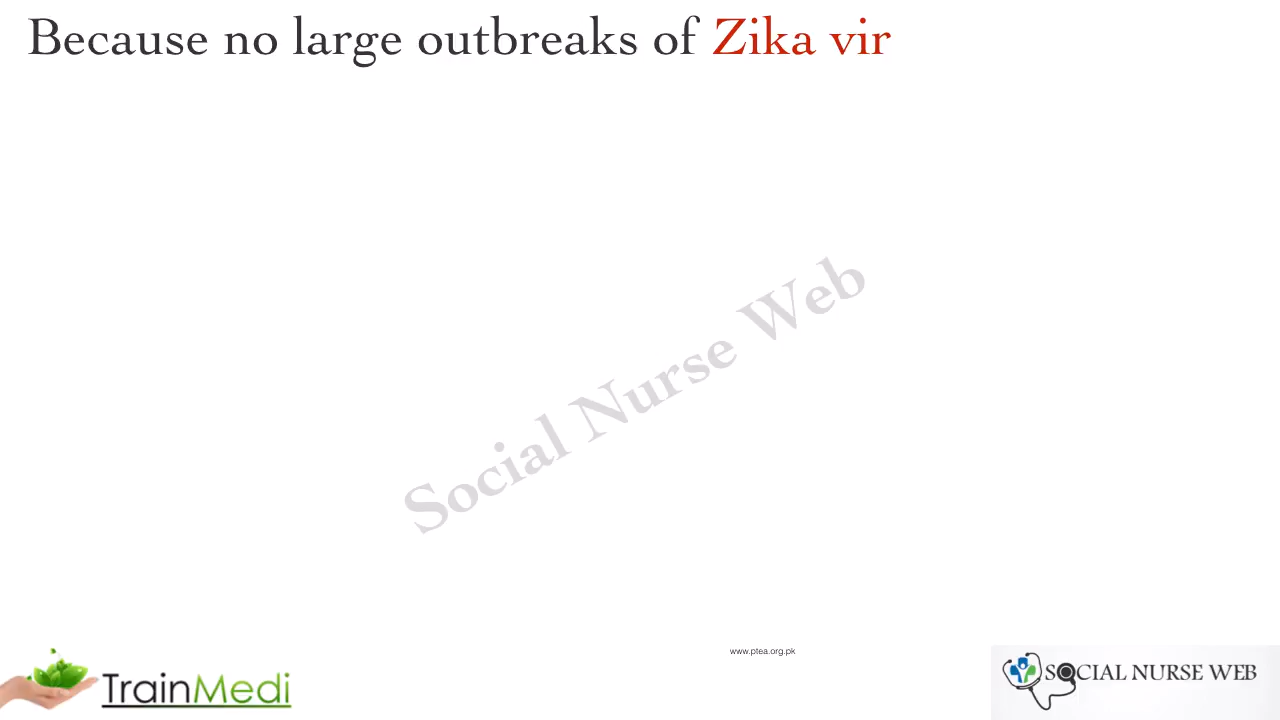 Because no large outbreaks of Zika vir
Social Nurse Web
www.ptea.org.pk
TrainMedi
SOCIAL NURSE WEB